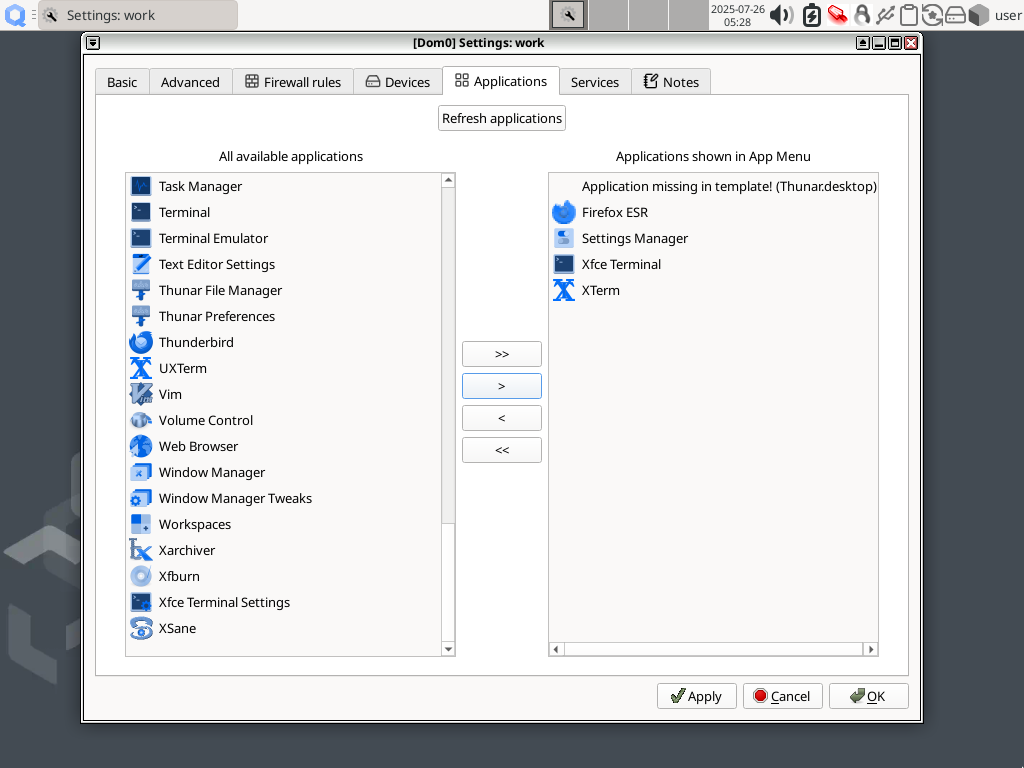 Settings: work
2025-07-26
05:28
user
[Dom0] Settings: work
Basic
Advanced
Firewall rules
Devices
Applications
Services
Notes
Refresh applications
All available applications
Applications shown in App Menu
Task Manager
Terminal
Terminal Emulator
Text Editor Settings
Thunar File Manager
Thunar Preferences
Thunderbird
UXTerm
Vim
Volume Control
Web Browser
Window Manager
Window Manager Tweaks
Workspaces
Xarchiver
Xfburn
Xfce Terminal Settings
XSane
>>
>
<
<<
Application missing in template! (Thunar.desktop)
Firefox ESR
Settings Manager
Xfce Terminal
XTerm
Apply
Cancel
OK